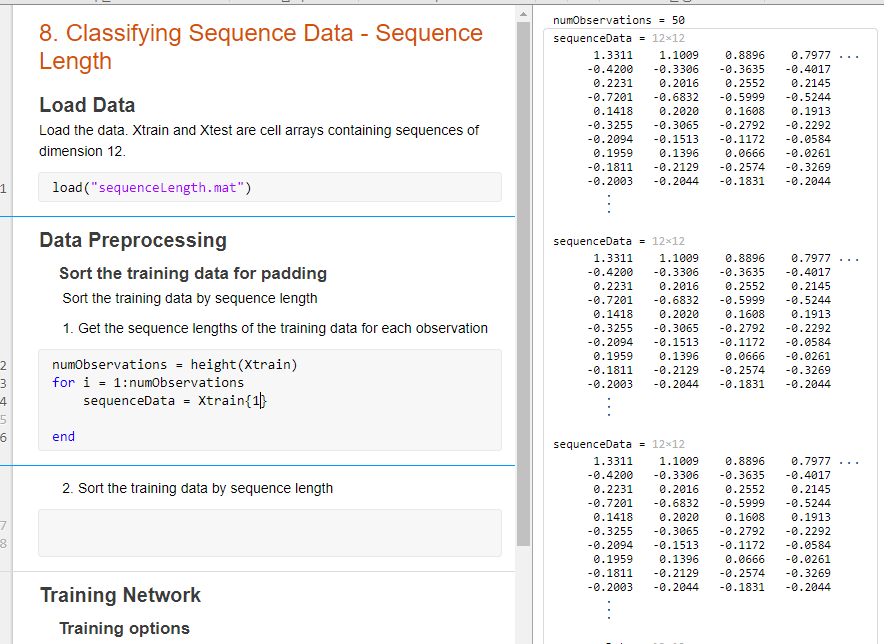 8. Classifying Sequence Data - Sequence
Length
Load Data
Load the data. Xtrain and Xtest are cell arrays containing sequences of
dimension 12.
1 load("sequenceLength.mat")
Data Preprocessing
Sort the training data for padding
Sort the training data by sequence length
1. Get the sequence lengths of the training data for each observation
2 numObservations = height(Xtrain)
3 for i = 1:numObservations
4 sequenceData = Xtrain{1}
5
6 end
2. Sort the training data by sequence length
7
8
Training Network
Training options
numObservations = 50
sequenceData = 12×12
1.3311 1.1009 0.8896 0.7977 ...
-0.4200 -0.3306 -0.3635 -0.4017
0.2231 0.2016 0.2552 0.2145
-0.7201 -0.6832 -0.5999 -0.5244
0.1418 0.2020 0.1608 0.1913
-0.3255 -0.3065 -0.2792 -0.2292
-0.2094 -0.1513 -0.1172 -0.0584
0.1959 0.1396 0.0666 -0.0261
-0.1811 -0.2129 -0.2574 -0.3269
-0.2003 -0.2044 -0.1831 -0.2044
sequenceData = 12×12
1.3311 1.1009 0.8896 0.7977 ...
-0.4200 -0.3306 -0.3635 -0.4017
0.2231 0.2016 0.2552 0.2145
-0.7201 -0.6832 -0.5999 -0.5244
0.1418 0.2020 0.1608 0.1913
-0.3255 -0.3065 -0.2792 -0.2292
-0.2094 -0.1513 -0.1172 -0.0584
0.1959 0.1396 0.0666 -0.0261
-0.1811 -0.2129 -0.2574 -0.3269
-0.2003 -0.2044 -0.1831 -0.2044
sequenceData = 12×12
1.3311 1.1009 0.8896 0.7977 ...
-0.4200 -0.3306 -0.3635 -0.4017
0.2231 0.2016 0.2552 0.2145
-0.7201 -0.6832 -0.5999 -0.5244
0.1418 0.2020 0.1608 0.1913
-0.3255 -0.3065 -0.2792 -0.2292
-0.2094 -0.1513 -0.1172 -0.0584
0.1959 0.1396 0.0666 -0.0261
-0.1811 -0.2129 -0.2574 -0.3269
-0.2003 -0.2044 -0.1831 -0.2044